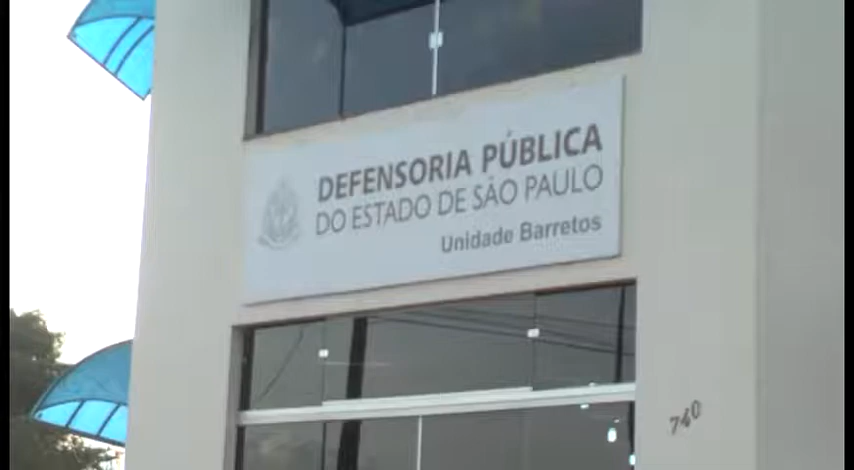 DEFENSORIA PÚBLICA
DO ESTADO DE SÃO PAULO
Unidade Barretos
740